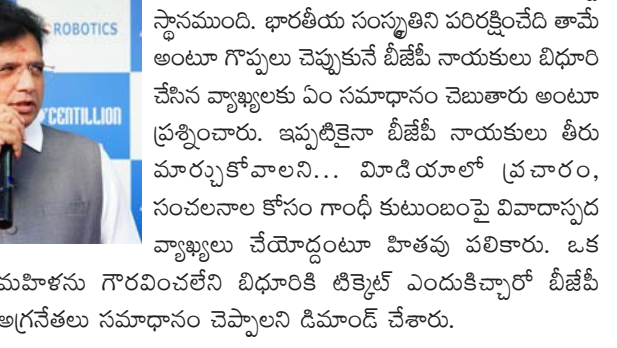 స్థానముంది. భారతీయ సంస్కృతిని పరిరక్షించేది తామే
అంటూ గొప్పలు చెప్పుకునే బీజేపీ నాయకులు బిధూరి
చేసిన వ్యాఖ్యలకు ఏం సమాధానం చెబుతారు అంటూ
ప్రశ్నించారు. ఇప్పటికైనా బీజేపీ నాయకులు తీరు
మార్చుకోవాలని... మీడియాలో ప్రచారం,
సంచలనాల కోసం గాంధీ కుటుంబంపై వివాదాస్పద
వ్యాఖ్యలు చేయోద్దంటూ హితవు పలికారు. ఒక
మహిళను గౌరవించలేని బిధూరికి టిక్కెట్ ఎందుకిచ్చారో బీజేపీ
అగ్రనేతలు సమాధానం చెప్పాలని డిమాండ్ చేశారు.
ROBOTICS
XCENTILLION